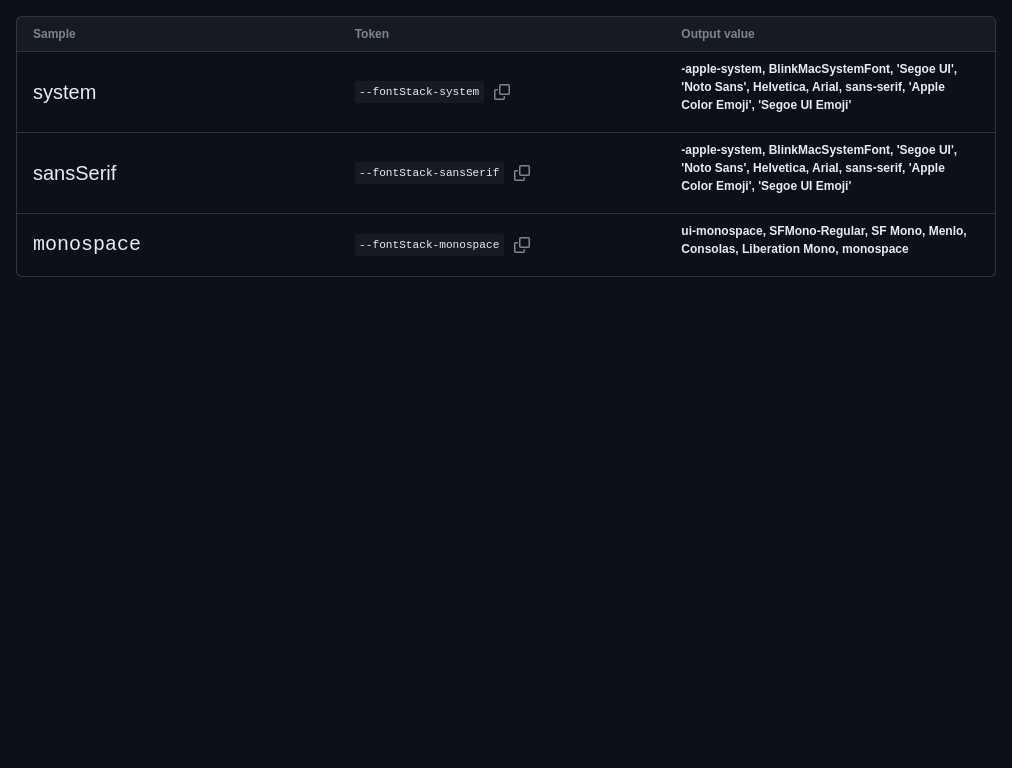 Sample Token Output value
system --fontStack-system -apple-system, BlinkMacSystemFont, 'Segoe UI',
'Noto Sans', Helvetica, Arial, sans-serif, 'Apple
Color Emoji', 'Segoe UI Emoji'
sansSerif --fontStack-sansSerif -apple-system, BlinkMacSystemFont, 'Segoe UI',
'Noto Sans', Helvetica, Arial, sans-serif, 'Apple
Color Emoji', 'Segoe UI Emoji'
monospace --fontStack-monospace ui-monospace, SFMono-Regular, SF Mono, Menlo,
Consolas, Liberation Mono, monospace